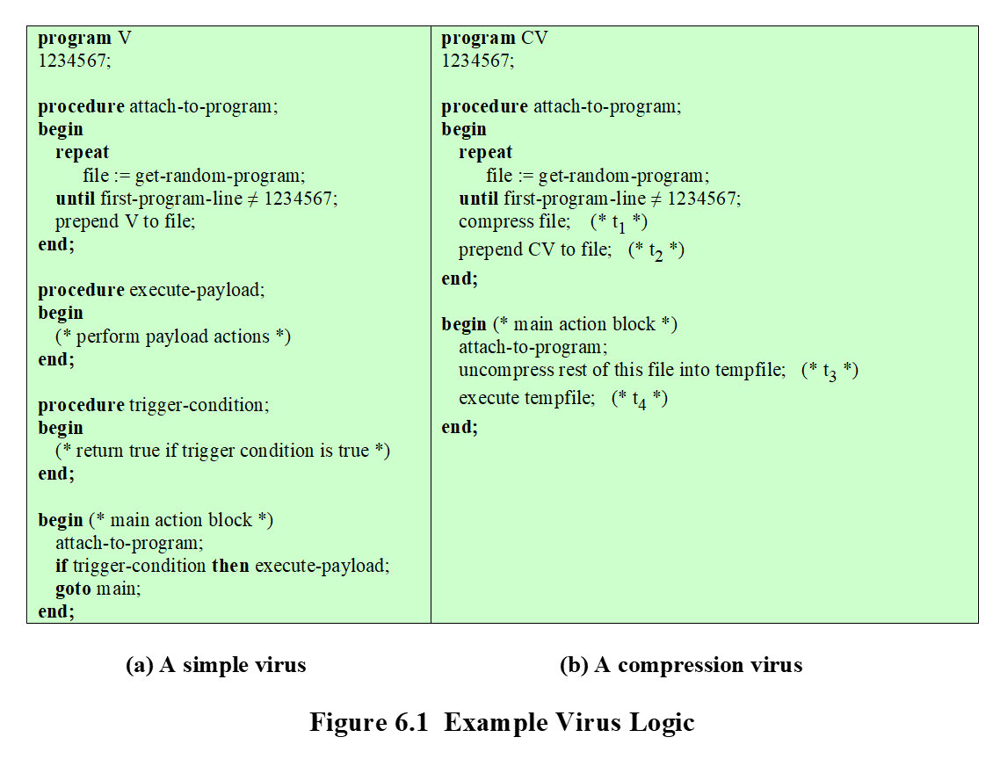 program V
1234567;
procedure attach-to-program;
begin
repeat
file := get-random-program;
until first-program-line ≠ 1234567;
prepend V to file;
end;
procedure execute-payload;
begin
(* perform payload actions *)
end;
procedure trigger-condition;
begin
(* return true if trigger condition is true *)
end;
begin (* main action block *)
attach-to-program;
if trigger-condition then execute-payload;
goto main;
end;
program CV
1234567;
procedure attach-to-program;
begin
repeat
file := get-random-program;
until first-program-line ≠ 1234567;
compress file; (* t₁ *)
prepend CV to file; (* t₂ *)
end;
begin (* main action block *)
attach-to-program;
uncompress rest of this file into tempfile; (* t₃ *)
execute tempfile; (* t₄ *)
end;
(a) A simple virus
(b) A compression virus
Figure 6.1 Example Virus Logic